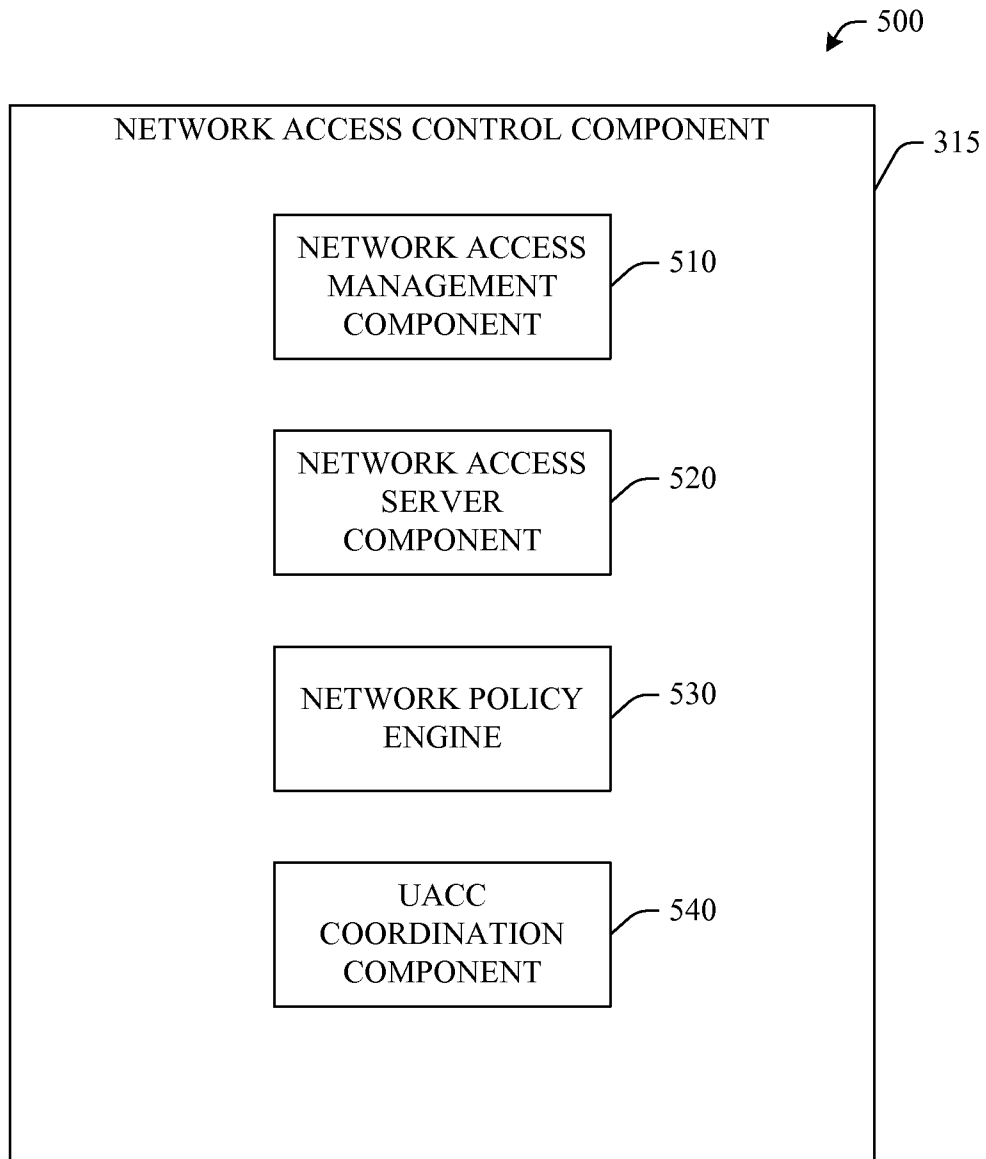 500
NETWORK ACCESS CONTROL COMPONENT
315
NETWORK ACCESS
MANAGEMENT
COMPONENT
510
NETWORK ACCESS
SERVER
COMPONENT
520
NETWORK POLICY
ENGINE
530
UACC
COORDINATION
COMPONENT
540